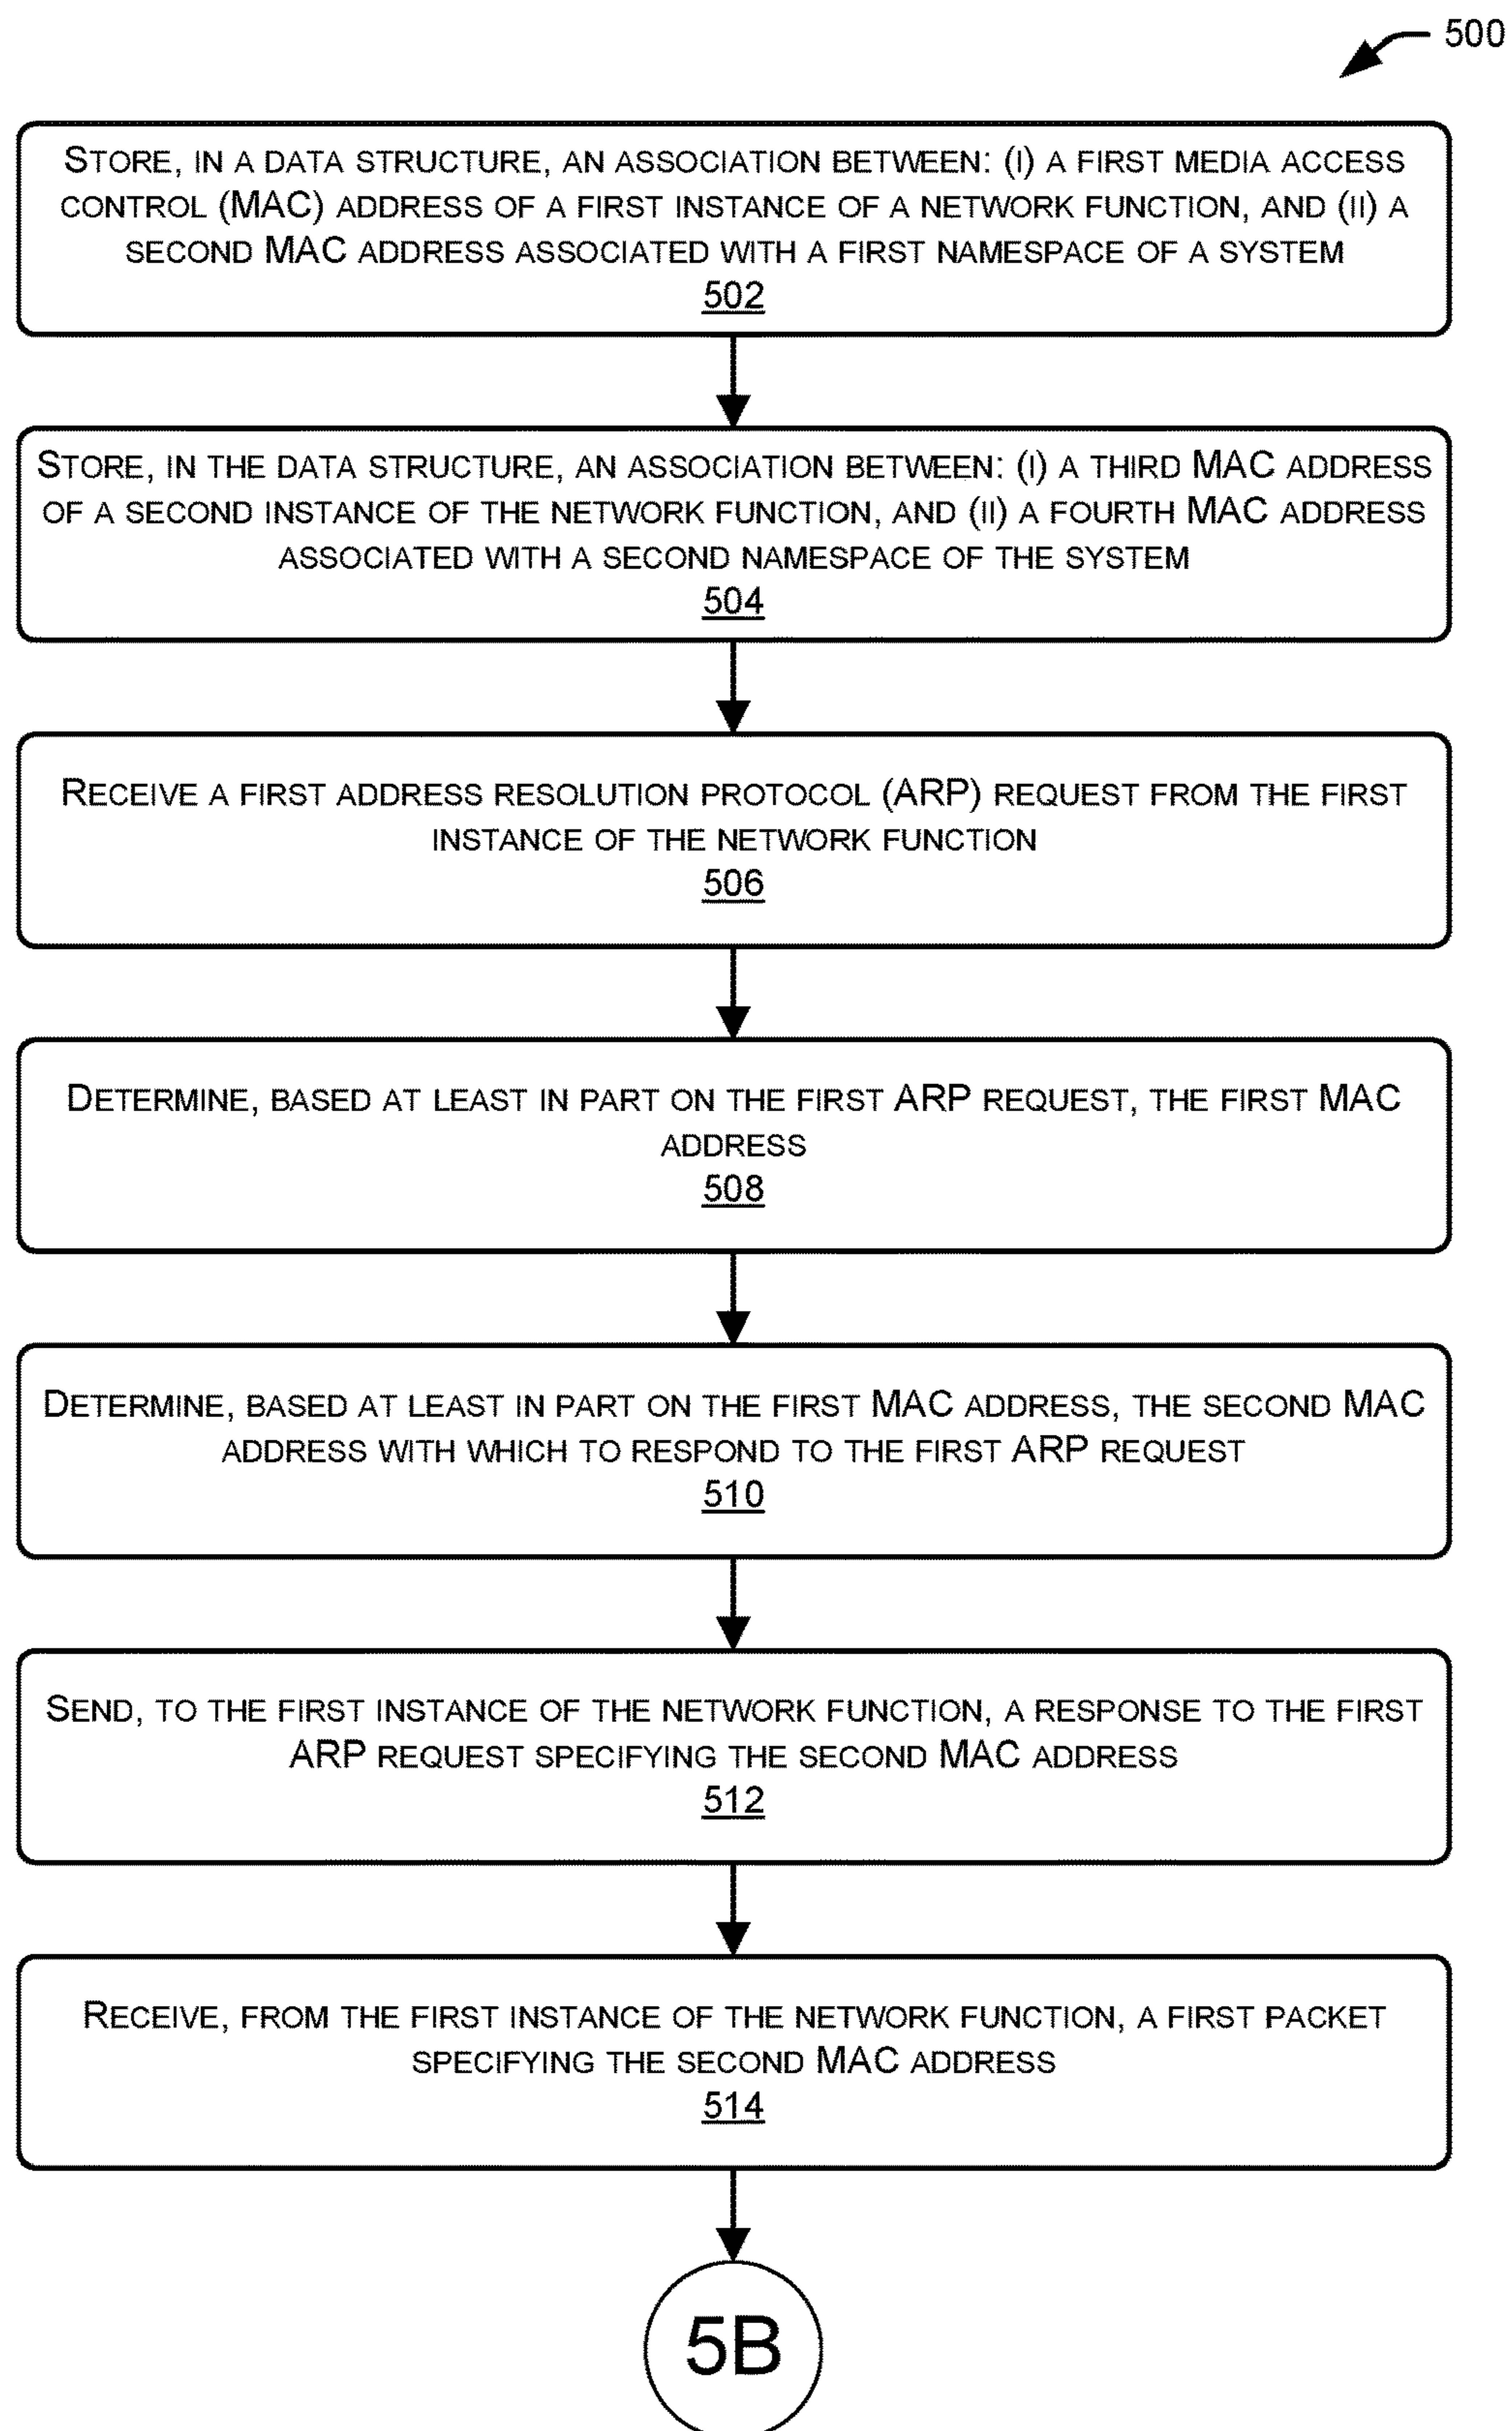 500
STORE, IN A DATA STRUCTURE, AN ASSOCIATION BETWEEN: (I) A FIRST MEDIA ACCESS
CONTROL (MAC) ADDRESS OF A FIRST INSTANCE OF A NETWORK FUNCTION, AND (II) A
SECOND MAC ADDRESS ASSOCIATED WITH A FIRST NAMESPACE OF A SYSTEM
502
STORE, IN THE DATA STRUCTURE, AN ASSOCIATION BETWEEN: (I) A THIRD MAC ADDRESS
OF A SECOND INSTANCE OF THE NETWORK FUNCTION, AND (II) A FOURTH MAC ADDRESS
ASSOCIATED WITH A SECOND NAMESPACE OF THE SYSTEM
504
RECEIVE A FIRST ADDRESS RESOLUTION PROTOCOL (ARP) REQUEST FROM THE FIRST
INSTANCE OF THE NETWORK FUNCTION
506
DETERMINE, BASED AT LEAST IN PART ON THE FIRST ARP REQUEST, THE FIRST MAC
ADDRESS
508
DETERMINE, BASED AT LEAST IN PART ON THE FIRST MAC ADDRESS, THE SECOND MAC
ADDRESS WITH WHICH TO RESPOND TO THE FIRST ARP REQUEST
510
SEND, TO THE FIRST INSTANCE OF THE NETWORK FUNCTION, A RESPONSE TO THE FIRST
ARP REQUEST SPECIFYING THE SECOND MAC ADDRESS
512
RECEIVE, FROM THE FIRST INSTANCE OF THE NETWORK FUNCTION, A FIRST PACKET
SPECIFYING THE SECOND MAC ADDRESS
514
5B